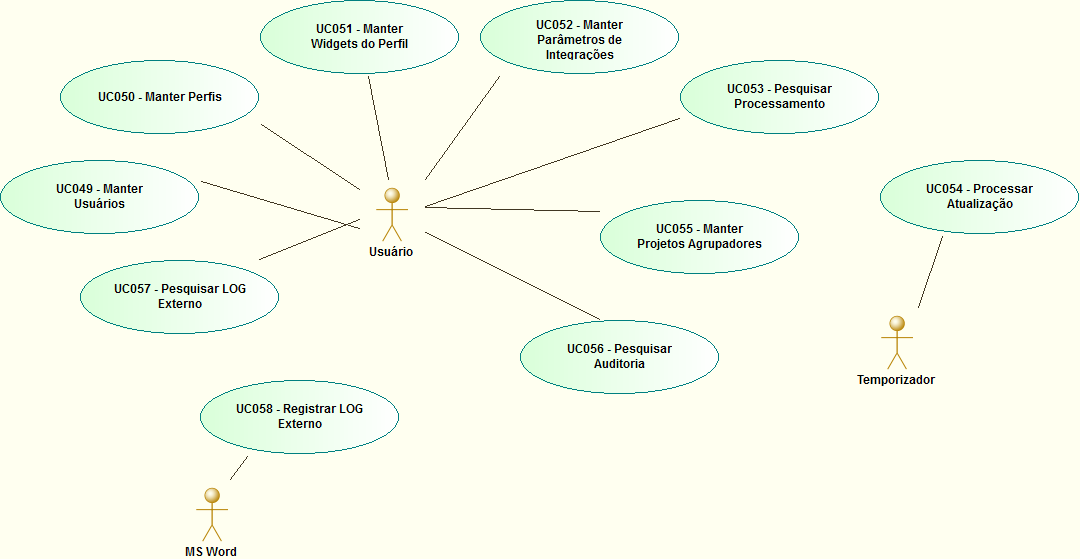 UC051 - Manter
Widgets do Perfil
UC052 - Manter
Parâmetros de
Integrações
UC050 - Manter Perfis
UC053 - Pesquisar
Processamento
UC049 - Manter
Usuários
UC054 - Processar
Atualização
Usuário
UC055 - Manter
Projetos Agrupadores
UC057 - Pesquisar LOG
Externo
UC056 - Pesquisar
Auditoria
Temporizador
UC058 - Registrar LOG
Externo
MS Word